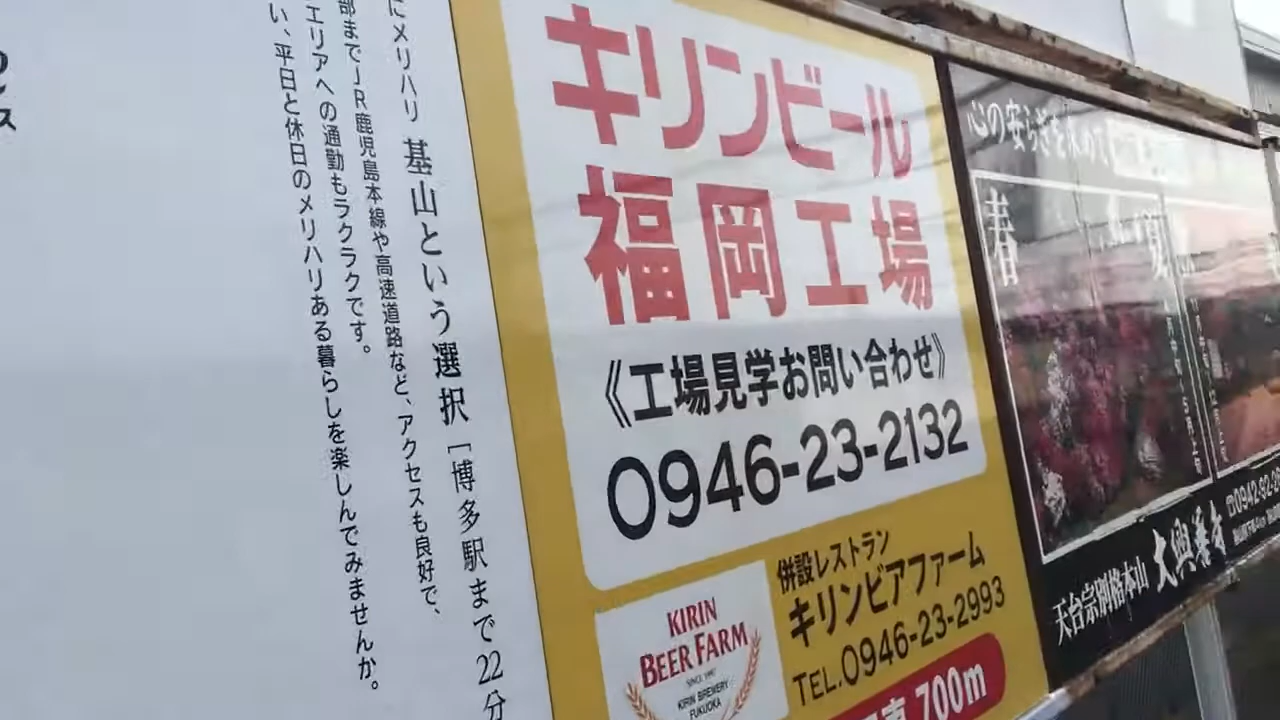 にメリハリ 基山という選択 [博多駅まで22分
部までJR鹿児島本線や高速道路など、アクセスも良好で、
エリアへの通勤もラクラクです。
い、平日と休日のメリハリある暮らしを楽しんでみませんか。
キリンビール
福岡工場
《工場見学お問い合わせ》
0946-23-2132
併設レストラン
キリンビアファーム
TEL.0946-23-2993
700m
KIRIN
BEER FARM
SINCE 1997
KIRIN BREWERY
FUKUOKA
心の安らぎを求めて
春
夏
天台宗別格本山 大興善寺